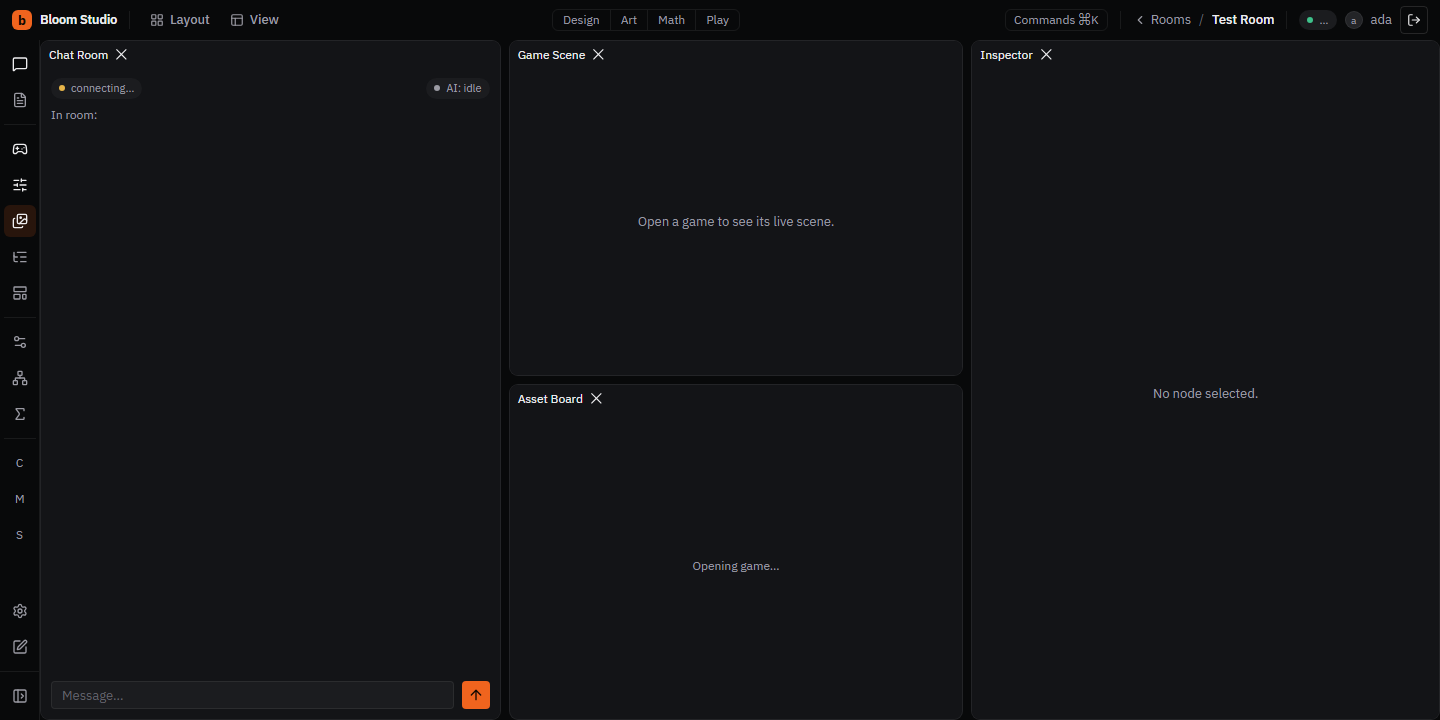 b Bloom Studio
Layout
View
Design
Art
Math
Play
Commands ⌘K
Rooms / Test Room
...
a
ada
Chat Room
connecting...
AI: idle
In room:
Message...
Game Scene
Open a game to see its live scene.
Asset Board
Opening game...
Inspector
No node selected.
C
M
S